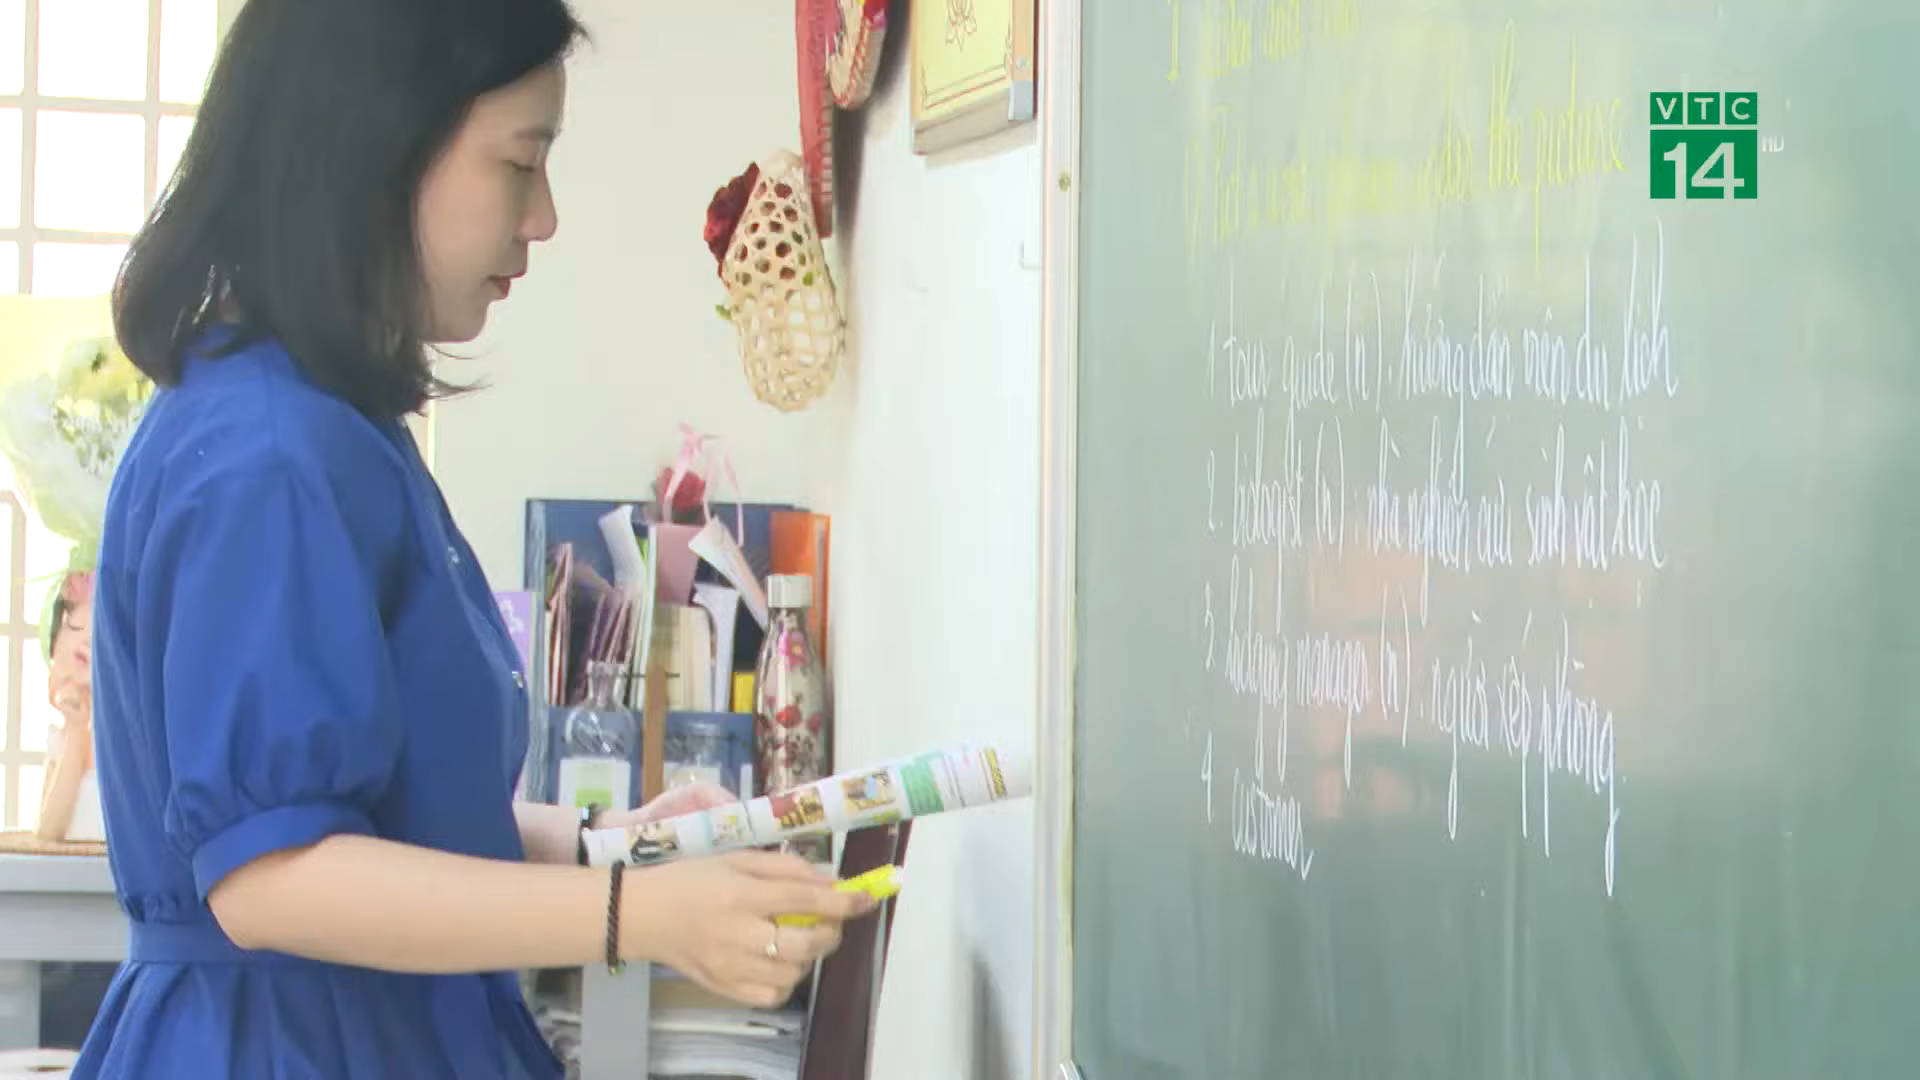 VTC
14
HD
under the picture
1. tour guide (n): hướng dẫn viên du lịch
2. biologist (n): nhà nghiên cứu sinh vật học
3. lodging manager (n): người xếp phòng.
4 customer